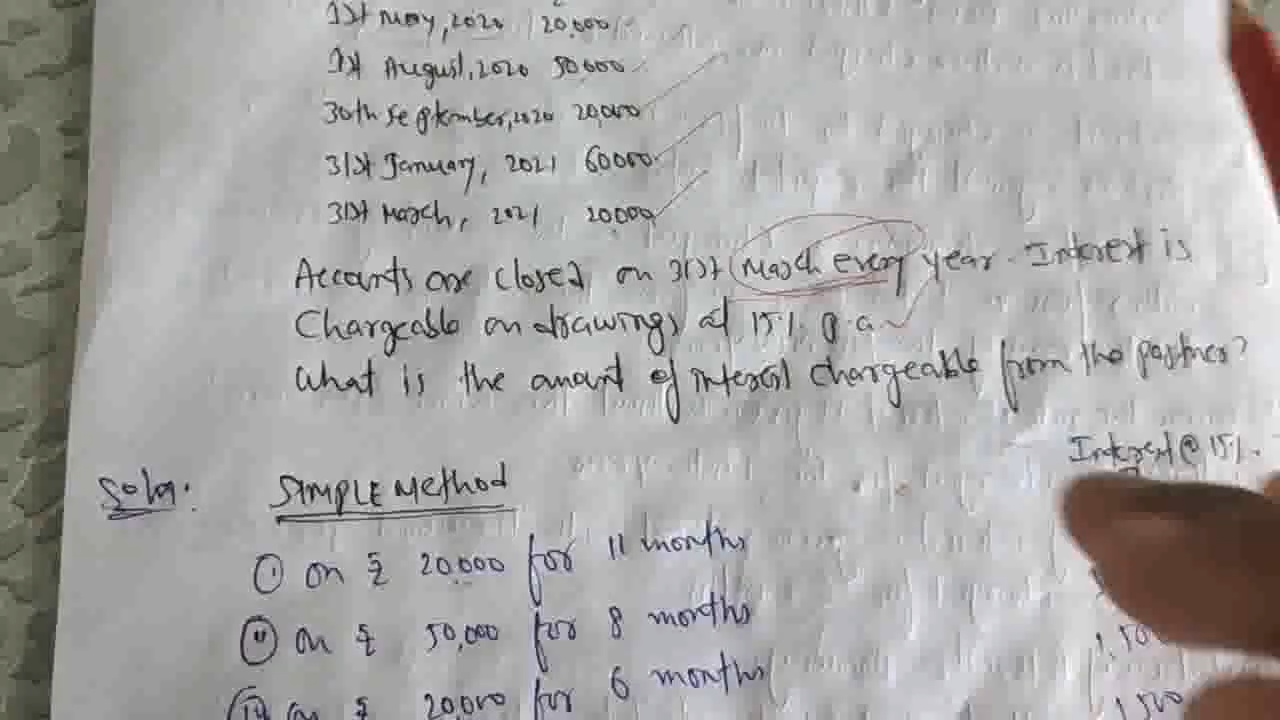 1st May, 2020 20,000
1st August, 2020 50,000
30th September, 2020 20,000
31st January, 2021 60000
31st March, 2021 20,000
Accounts are closed on 31st March every year. Interest is
Chargeable on drawings at 15% p.a
What is the amount of interest chargeable from the partner?
Interest @ 15%
Soln:
SIMPLE Method
(i) on ₹ 20,000 for 11 months
(ii) on ₹ 50,000 for 8 months
on ₹ 20,000 for 6 months
1,500